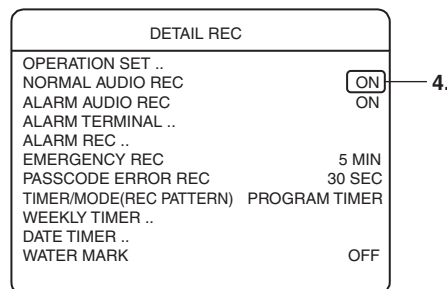 DETAIL REC
OPERATION SET ..
NORMAL AUDIO REC ON 4.
ALARM AUDIO REC ON
ALARM TERMINAL ..
ALARM REC ..
EMERGENCY REC 5 MIN
PASSCODE ERROR REC 30 SEC
TIMER/MODE(REC PATTERN) PROGRAM TIMER
WEEKLY TIMER ..
DATE TIMER ..
WATER MARK OFF